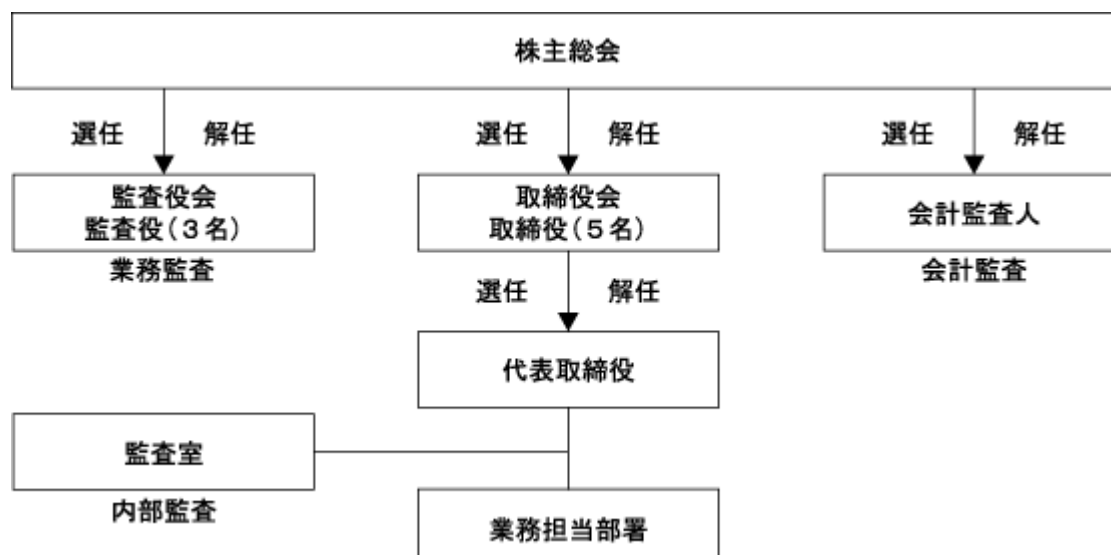 株主総会
選任 解任 選任 解任 選任 解任
監査役会
監査役(3名)
業務監査
取締役会
取締役(5名)
会計監査人
会計監査
選任 解任
代表取締役
監査室
内部監査
業務担当部署